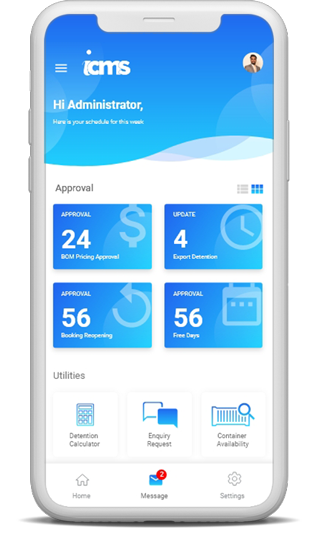 icms
Hi Administrator,
Here is your schedule for this week
Approval
APPROVAL
24
BCM Pricing Approval
UPDATE
4
Export Detention
APPROVAL
56
Booking Reopening
APPROVAL
56
Free Days
Utilities
Detention
Calculator
Enquiry
Request
Container
Availability
Home
2
Message
Settings